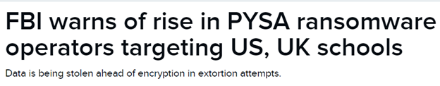 FBI warns of rise in PYSA ransomware
operators targeting US, UK schools
Data is being stolen ahead of encryption in extortion attempts.